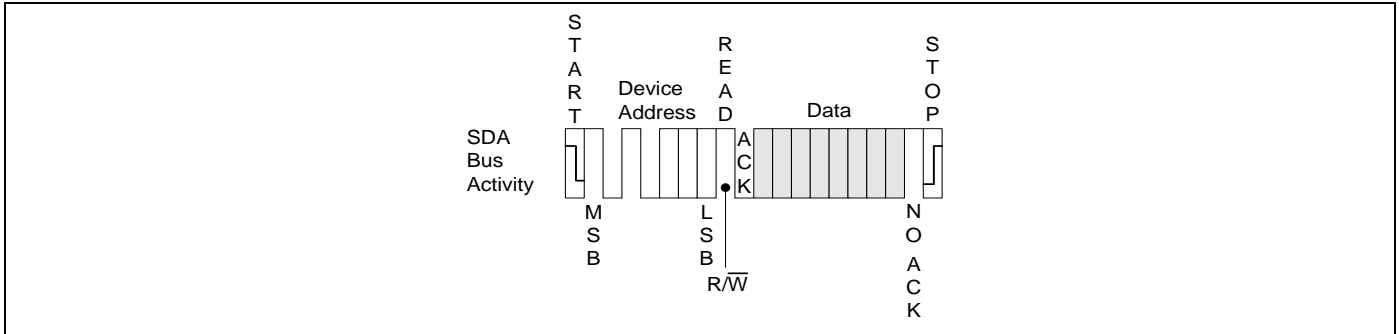 START
READ
STOP
Device
Address
Data
SDA
Bus
Activity
ACK
MSB
LSB
R/W̅
NO ACK